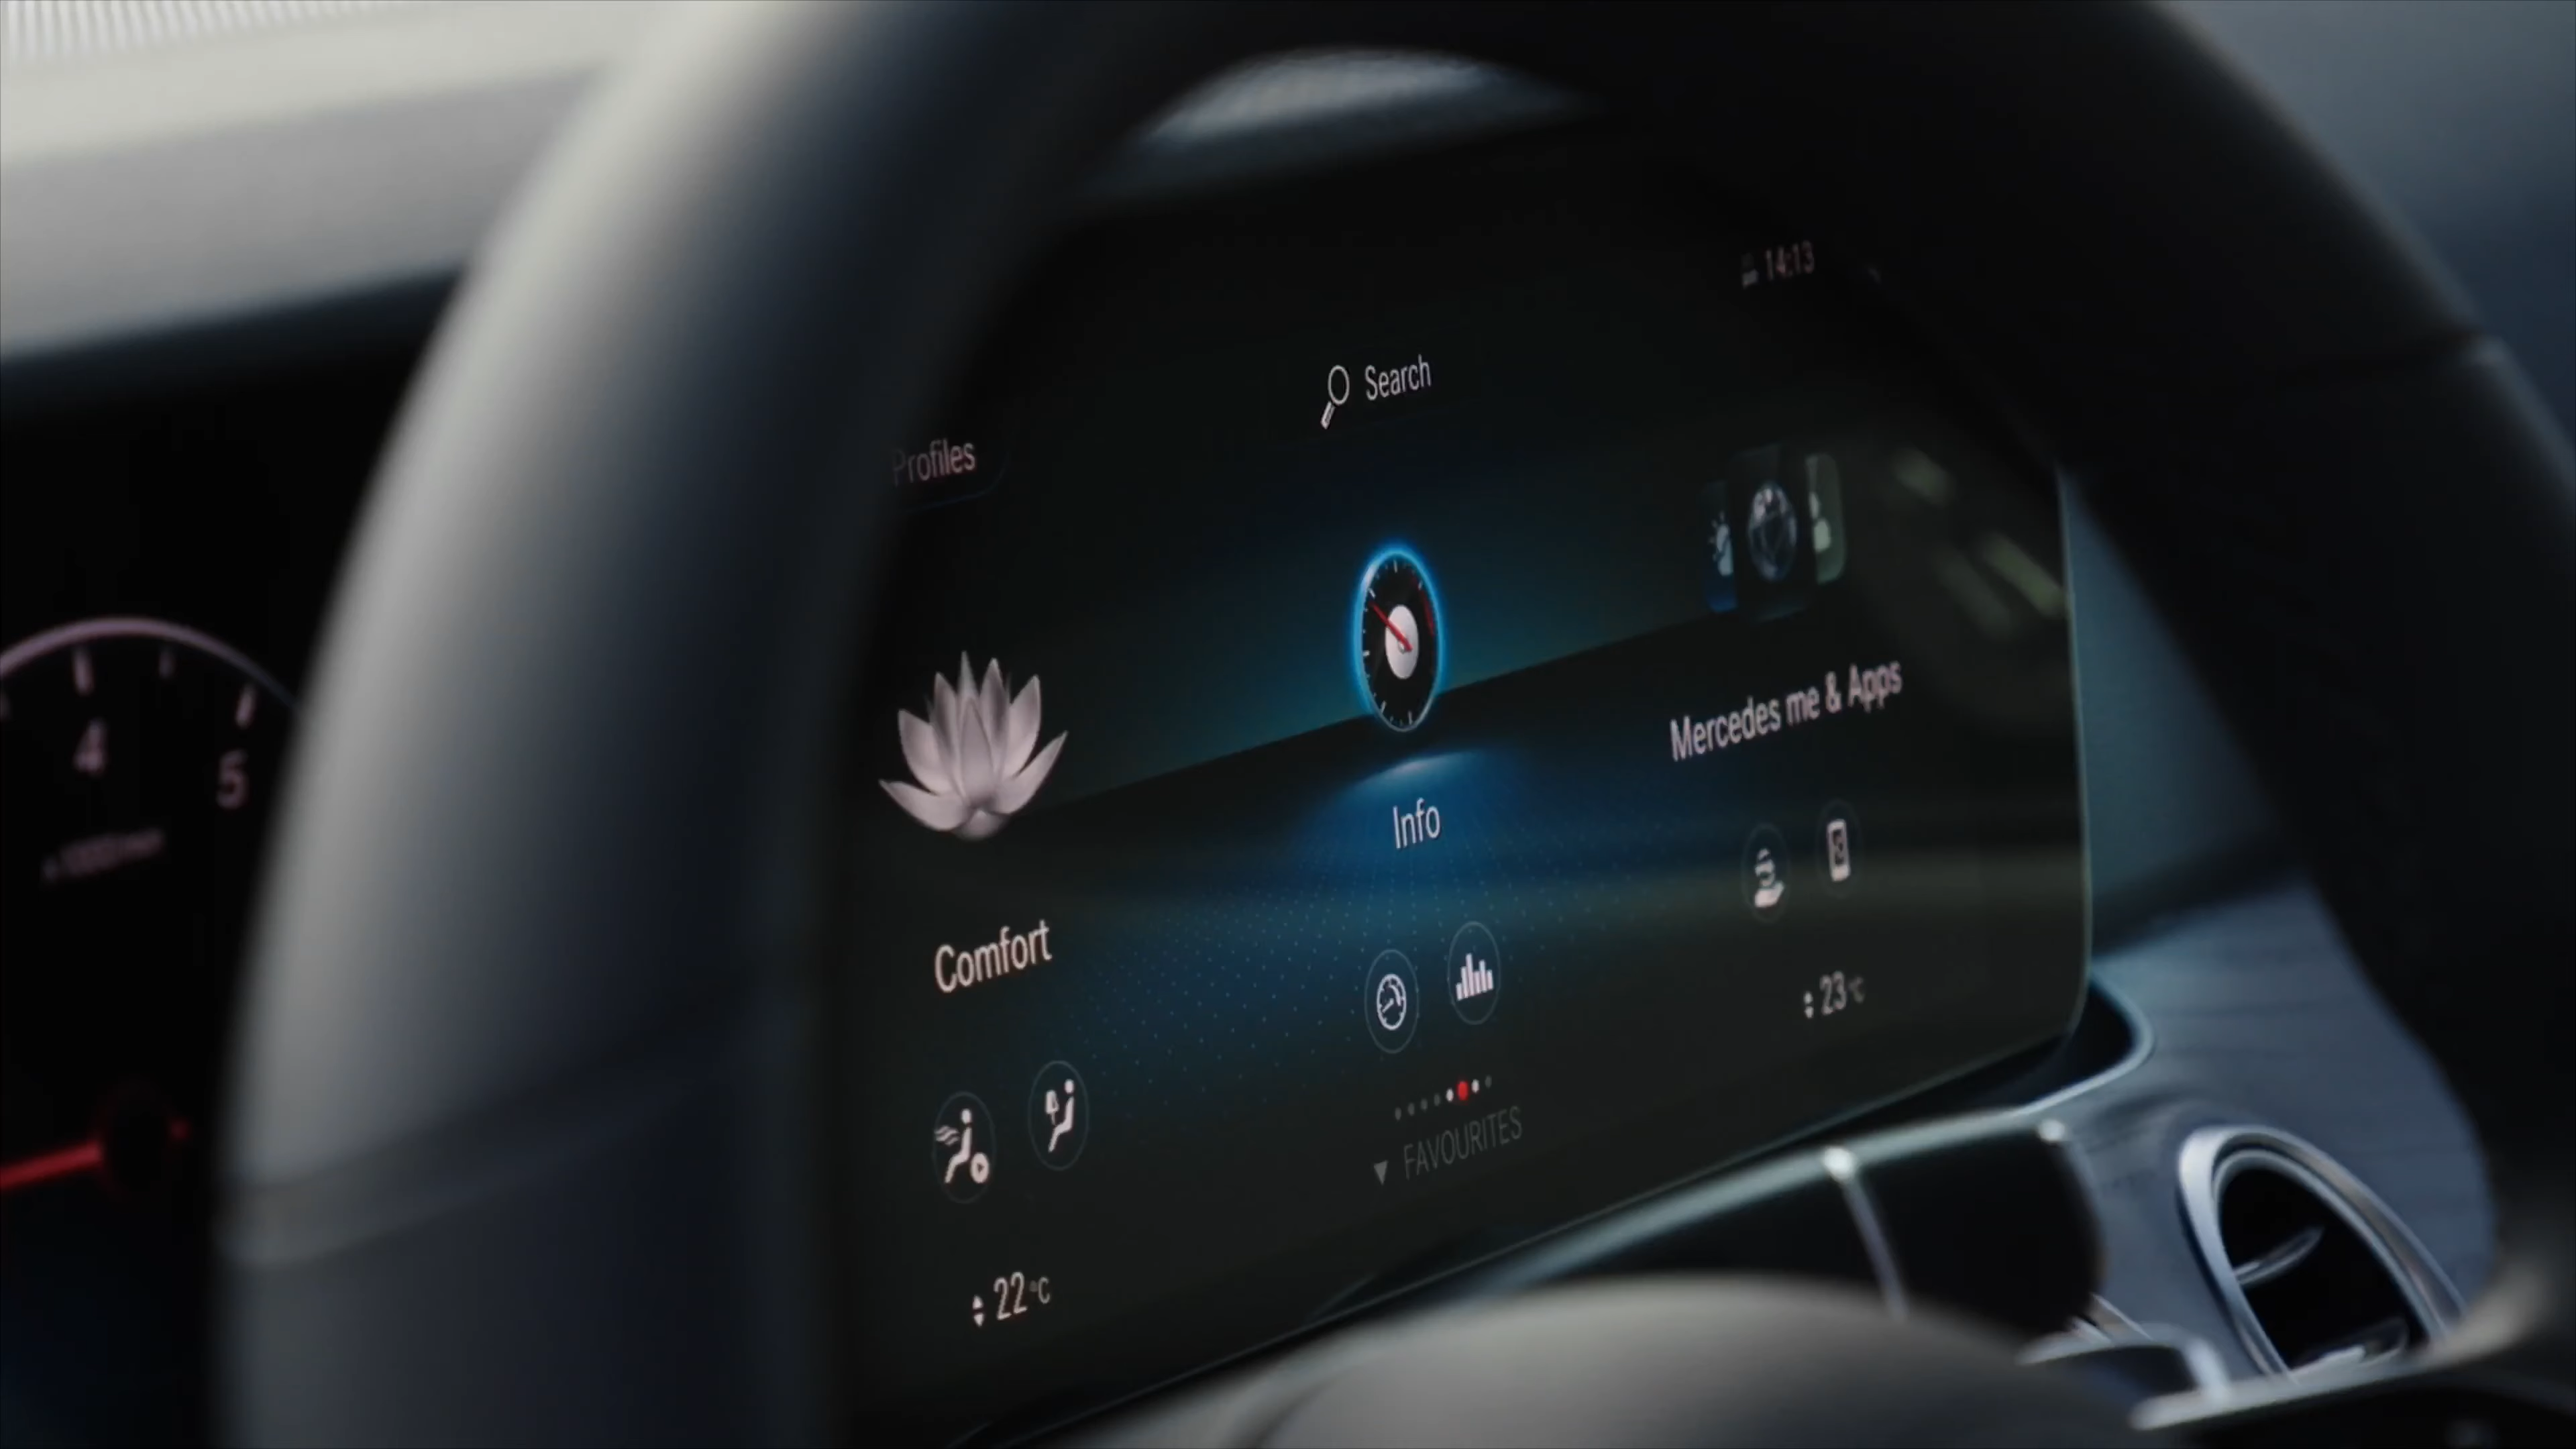 14:13
Search
Profiles
Mercedes me & Apps
Info
Comfort
4
5
23°C
FAVOURITES
22°C